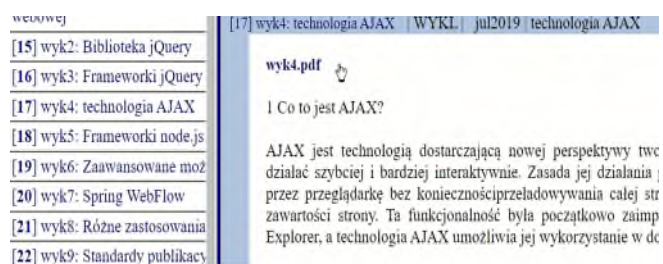 webowej
[15] wyk2: Biblioteka jQuery
[16] wyk3: Frameworki jQuery
[17] wyk4: technologia AJAX
[18] wyk5: Frameworki node.js
[19] wyk6: Zaawansowane moż
[20] wyk7: Spring WebFlow
[21] wyk8: Różne zastosowania
[22] wyk9: Standardy publikacy
[17] wyk4: technologia AJAX | WYKL | jul2019 | technologia AJAX
wyk4.pdf
1 Co to jest AJAX?
AJAX jest technologią dostarczającą nowej perspektywy two
działać szybciej i bardziej interaktywnie. Zasada jej działania
przez przeglądarkę bez koniecznościprzeładowywania całej str
zawartości strony. Ta funkcjonalność była początkowo zaimp
Explorer, a technologia AJAX umożliwia jej wykorzystanie w do